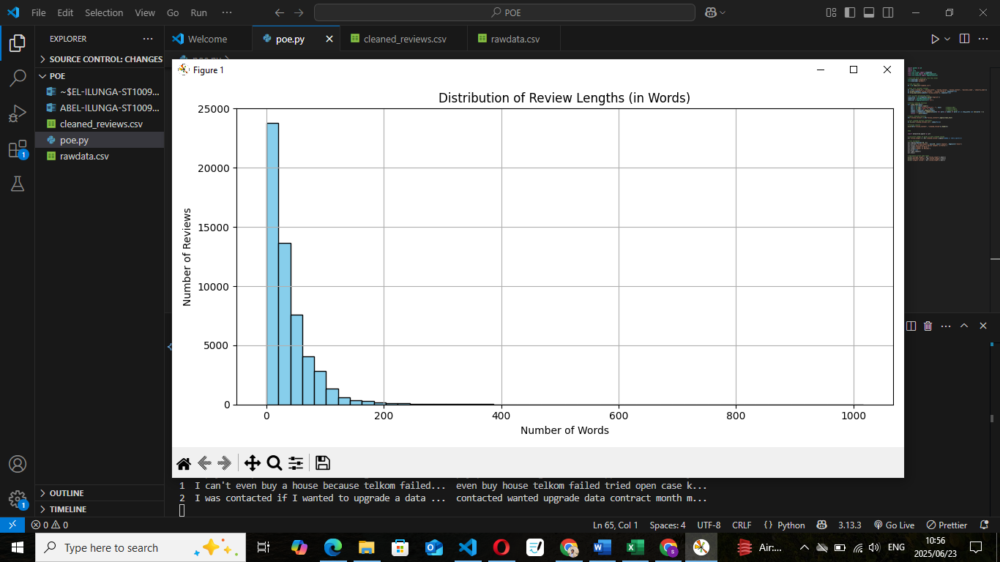 File Edit Selection View Go Run ··· POE
EXPLORER ···
Welcome poe.py cleaned_reviews.csv rawdata.csv
SOURCE CONTROL: CHANGES
POE
~$EL-ILUNGA-ST1009...
ABEL-ILUNGA-ST1009...
cleaned_reviews.csv
poe.py
rawdata.csv
Figure 1
Distribution of Review Lengths (in Words)
25000
20000
15000
10000
5000
0
Number of Reviews
0 200 400 600 800 1000
Number of Words
1 I can't even buy a house because telkom failed... even buy house telkom failed tried open case k...
2 I was contacted if I wanted to upgrade a data ... contacted wanted upgrade data contract month m...
OUTLINE
TIMELINE
1
1
0 0 Ln 65, Col 1 Spaces: 4 UTF-8 CRLF {} Python 3.13.3 Go Live Prettier
Type here to search Air:... ENG 10:56
2025/06/23